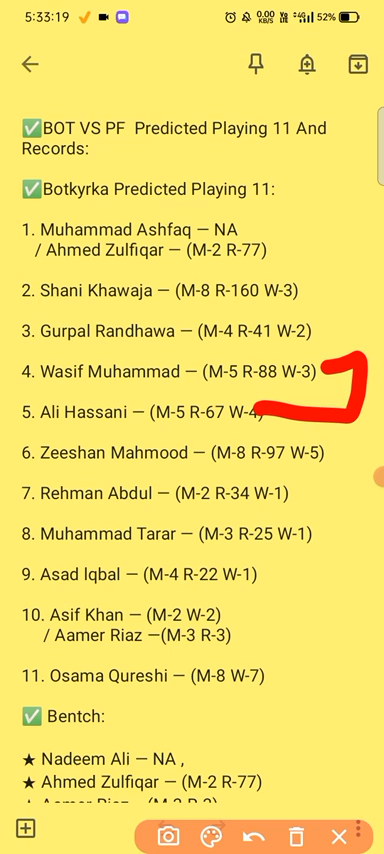 5:33:19
0.00 KB/S
Vo LTE
4G
52%
✅BOT VS PF Predicted Playing 11 And
Records:
✅Botkyrka Predicted Playing 11:
1. Muhammad Ashfaq — NA
/ Ahmed Zulfiqar — (M-2 R-77)
2. Shani Khawaja — (M-8 R-160 W-3)
3. Gurpal Randhawa — (M-4 R-41 W-2)
4. Wasif Muhammad — (M-5 R-88 W-3)
5. Ali Hassani — (M-5 R-67 W-4)
6. Zeeshan Mahmood — (M-8 R-97 W-5)
7. Rehman Abdul — (M-2 R-34 W-1)
8. Muhammad Tarar — (M-3 R-25 W-1)
9. Asad Iqbal — (M-4 R-22 W-1)
10. Asif Khan — (M-2 W-2)
/ Aamer Riaz —(M-3 R-3)
11. Osama Qureshi — (M-8 W-7)
✅ Bentch:
★ Nadeem Ali — NA ,
★ Ahmed Zulfiqar — (M-2 R-77)